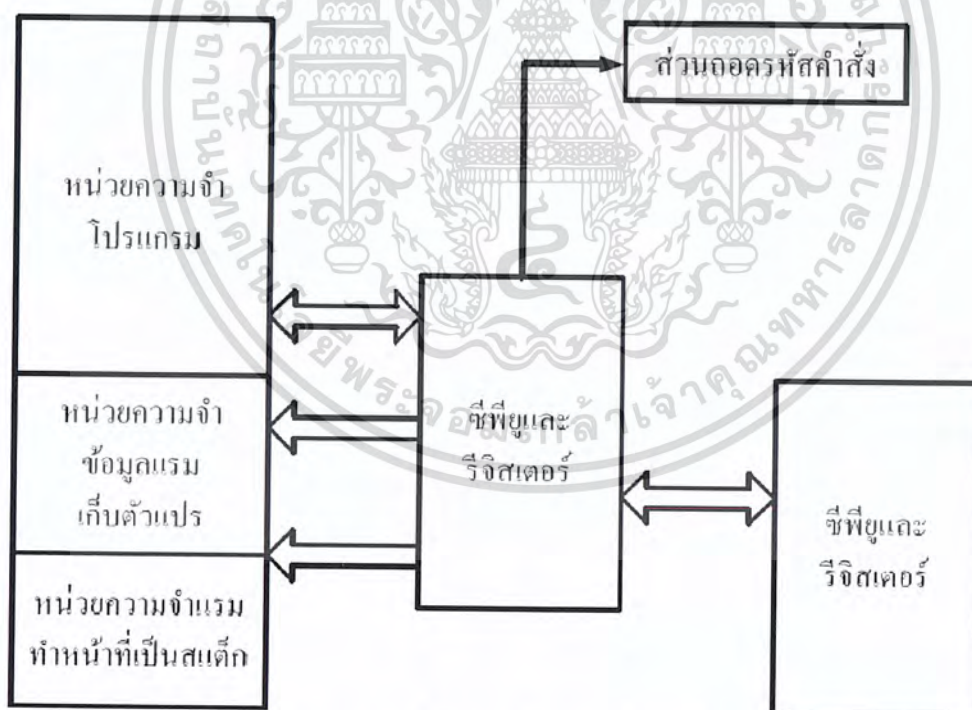 ส่วนถอดรหัสคำสั่ง
หน่วยความจำ
โปรแกรม
หน่วยความจำ
ข้อมูลแรม
เก็บตัวแปร
หน่วยความจำแรม
ทำหน้าที่เป็นสแต็ก
ซีพียูและ
รีจิสเตอร์
ซีพียูและ
รีจิสเตอร์